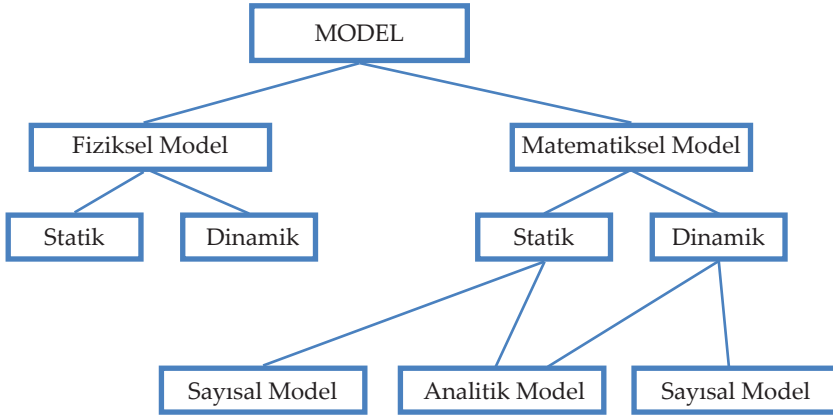 MODEL
Fiziksel Model
Matematiksel Model
Statik
Dinamik
Statik
Dinamik
Sayısal Model
Analitik Model
Sayısal Model